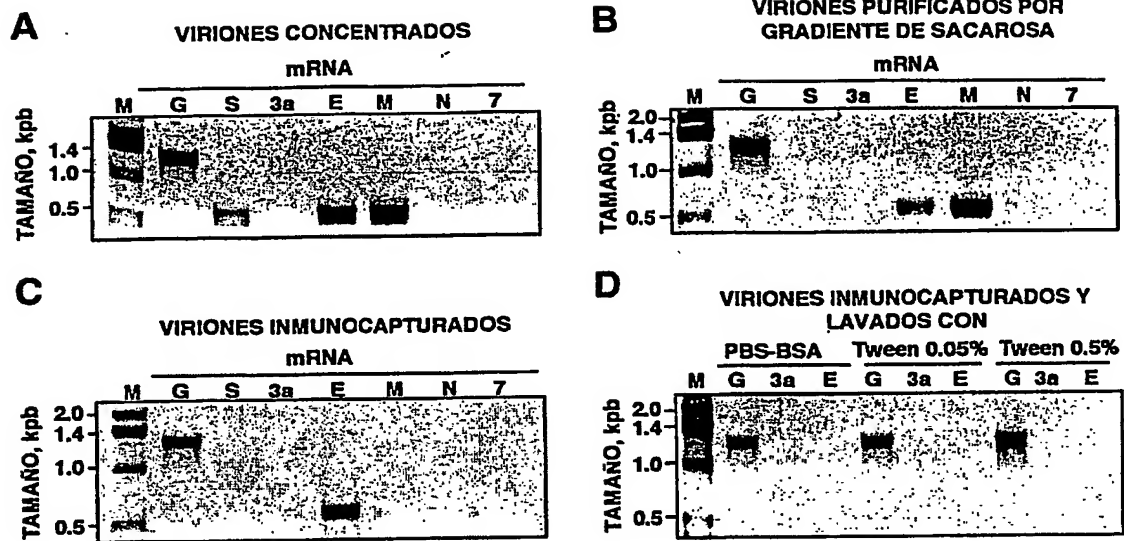 A
VIRIONES CONCENTRADOS
mRNA
M G S 3a E M N 7
TAMAÑO, kpb
1.4
1.0
0.5
B
VIRIONES PURIFICADOS POR
GRADIENTE DE SACAROSA
mRNA
M G S 3a E M N 7
TAMAÑO, kpb
2.0
1.4
1.0
0.5
C
VIRIONES INMUNOCAPTURADOS
mRNA
M G S 3a E M N 7
TAMAÑO, kpb
2.0
1.4
1.0
0.5
D
VIRIONES INMUNOCAPTURADOS Y
LAVADOS CON
PBS-BSA Tween 0.05% Tween 0.5%
M G 3a E G 3a E G 3a E
TAMAÑO, kpb
2.0
1.4
1.0
0.5